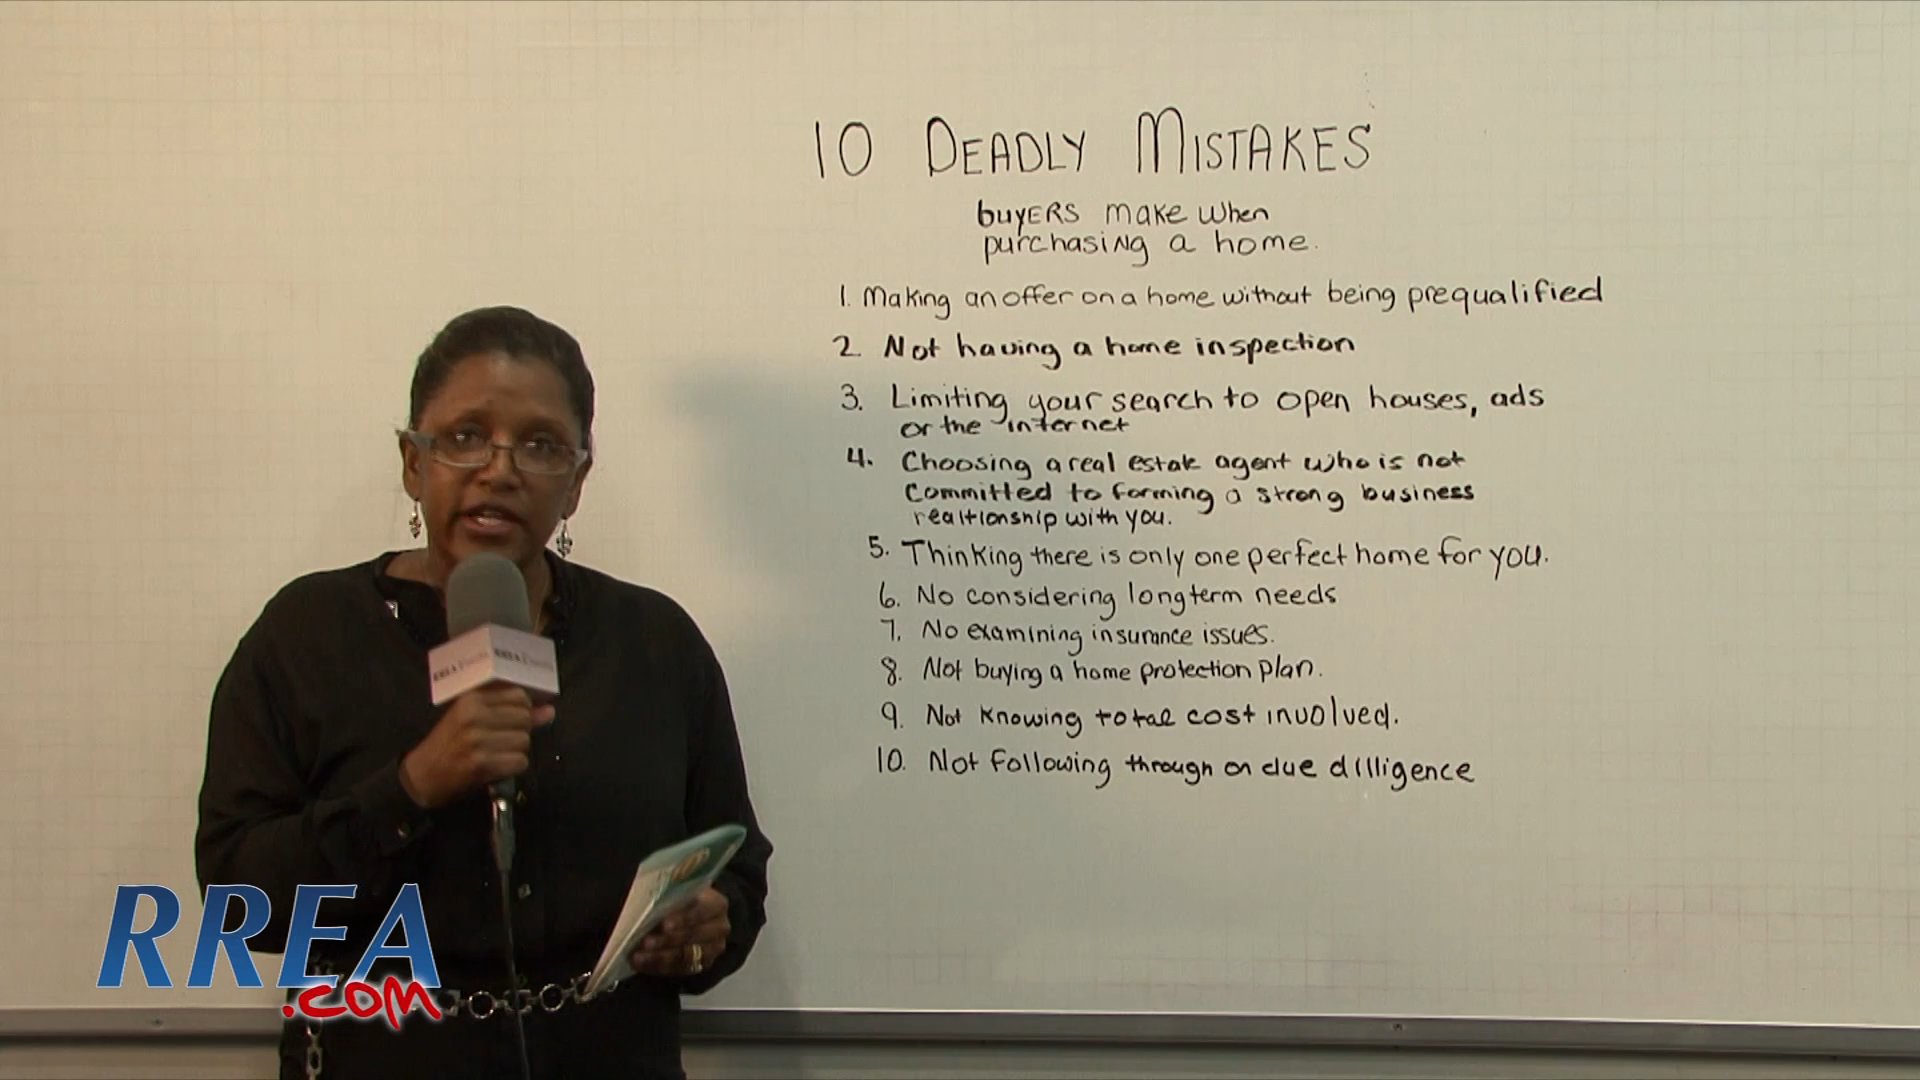 10 DEADLY MISTAKES
buyERS make when
purchasing a home.
1. Making an offer on a home without being prequalified
2. Not having a home inspection
3. Limiting your search to open houses, ads
or the internet
4. Choosing a real estate agent who is not
committed to forming a strong business
realtionship with you.
5. Thinking there is only one perfect home for you.
6. No considering longterm needs
7. No examining insurance issues.
8. Not buying a home protection plan.
9. Not knowing total cost involved.
10. Not following through on due dilligence
RREA
RREA
RREA
.com